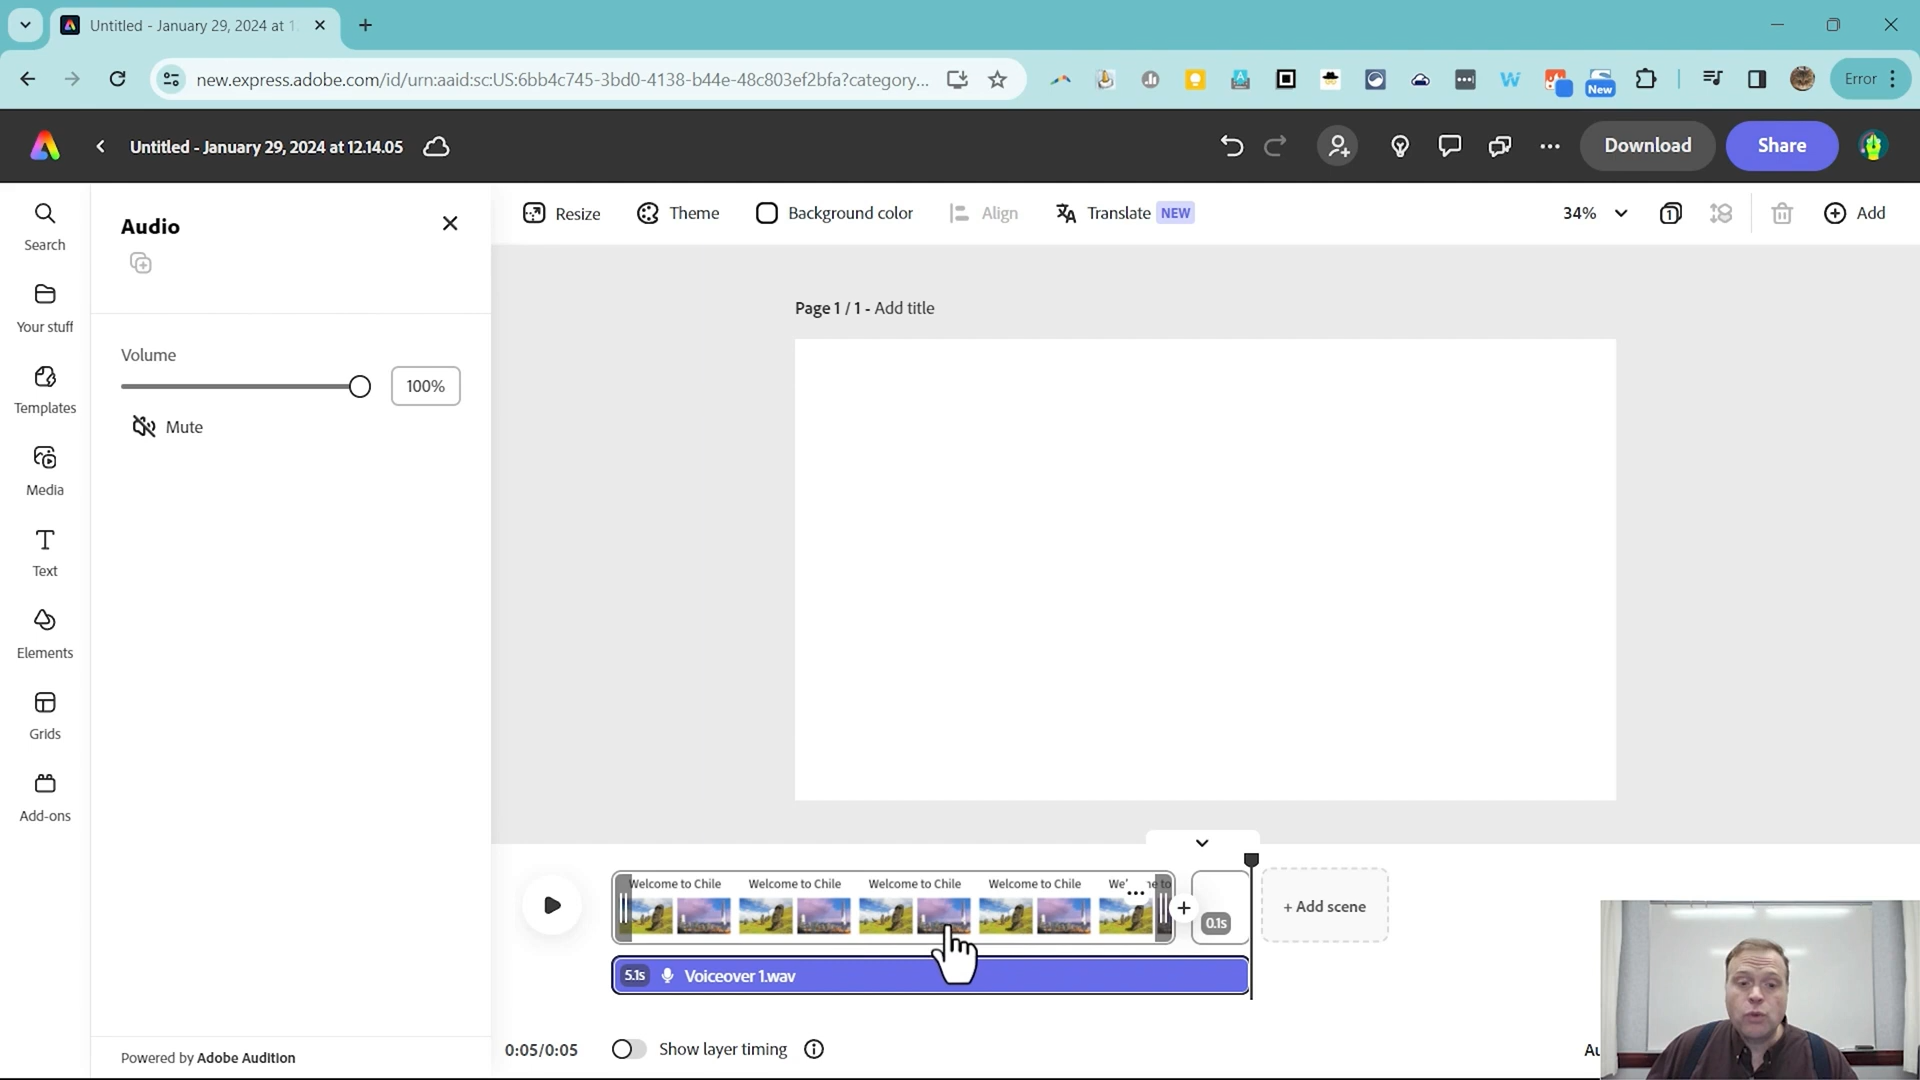 Untitled - January 29, 2024 at 1
new.express.adobe.com/id/urn:aaid:sc:US:6bb4c745-3bd0-4138-b44e-48c803ef2bfa?category...
New
Error
Untitled - January 29, 2024 at 12.14.05
Download
Share
Search
Your stuff
Templates
Media
Text
Elements
Grids
Add-ons
Audio
Volume
100%
Mute
Powered by Adobe Audition
Resize
Theme
Background color
Align
Translate NEW
34%
1
Add
Page 1 / 1 - Add title
Welcome to Chile Welcome to Chile Welcome to Chile Welcome to Chile We' to
0.1s
+ Add scene
5.1s Voiceover 1.wav
0:05/0:05
Show layer timing